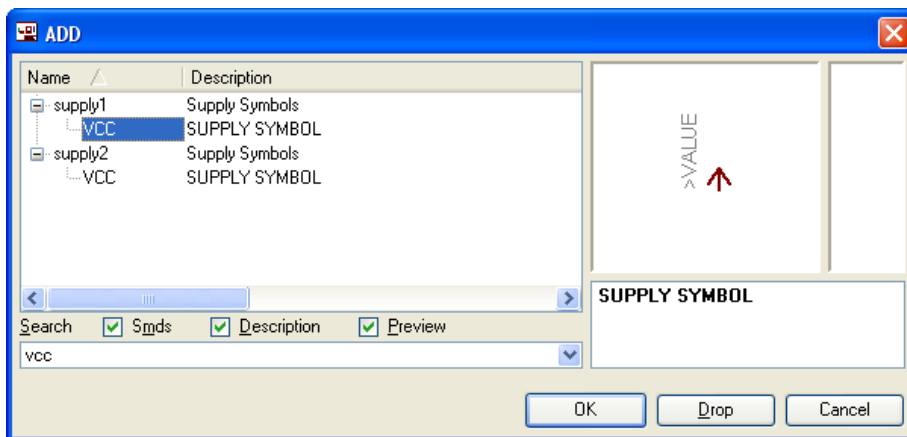 ADD
Name Description
supply1 Supply Symbols
VCC SUPPLY SYMBOL
supply2 Supply Symbols
VCC SUPPLY SYMBOL
>VALUE
SUPPLY SYMBOL
Search Smds Description Preview
vcc
OK Drop Cancel